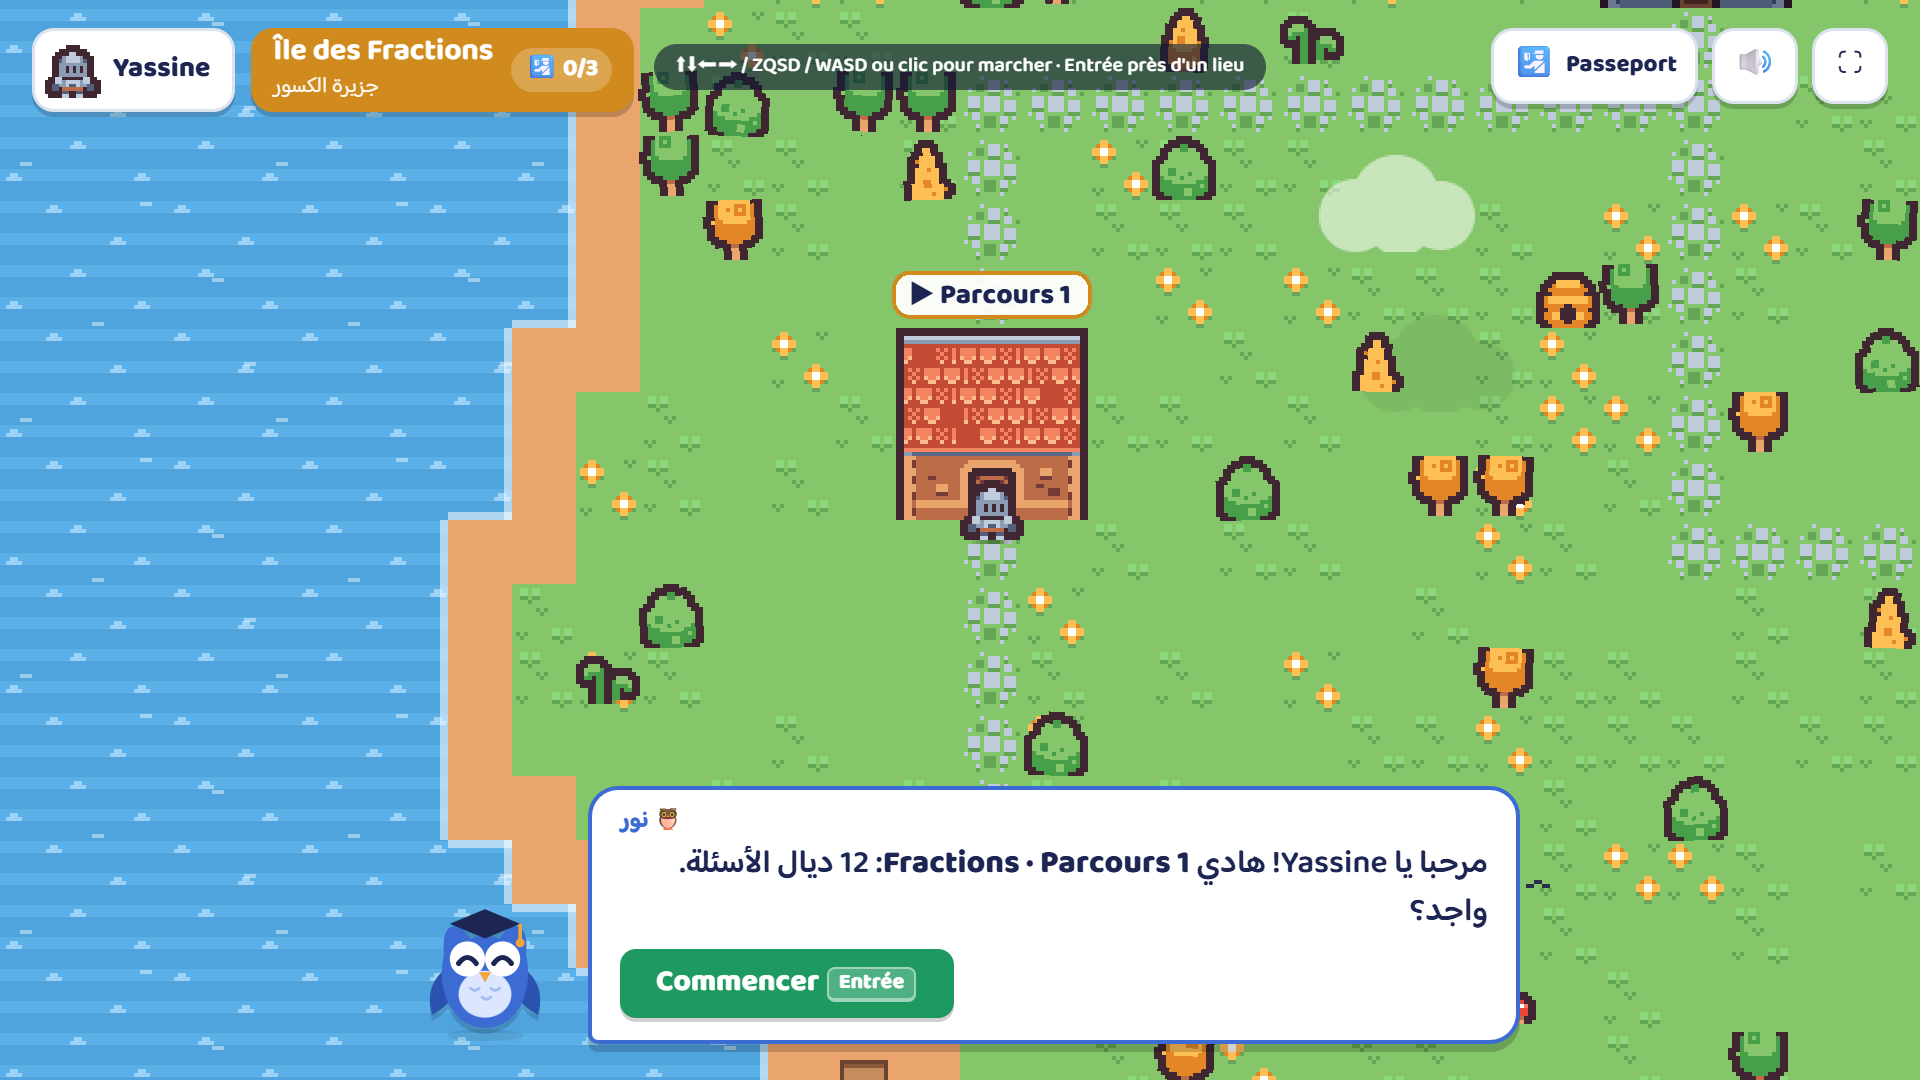 Yassine
Île des Fractions
جزيرة الكسور
0/3
↑↓←→ / ZQSD / WASD ou clic pour marcher · Entrée près d'un lieu
Passeport
▶ Parcours 1
نور
مرحبا يا Yassine! هادي Fractions · Parcours 1: 12 ديال الأسئلة.
واجد؟
Commencer Entrée